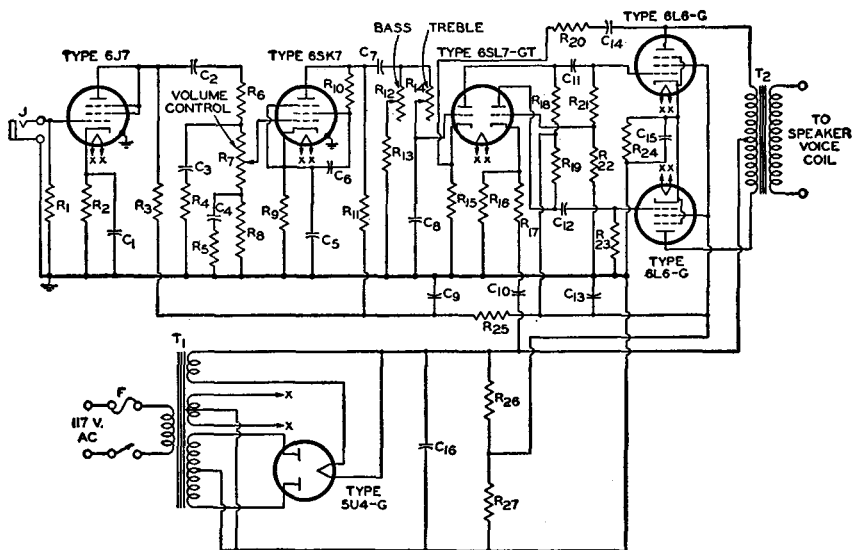 TYPE 6L6-G
BASS
TREBLE
R20
C14
TYPE 6J7
TYPE 6SK7
C7
TYPE 6SL7-GT
C2
VOLUME
CONTROL
R6
R10
R12
R14
R18
C11
R21
T2
J
C3
R7
C6
R13
R19
R22
R24
C15
X X
X X
X X
X X
X X
TO
SPEAKER
VOICE
COIL
R1
R2
C1
R3
R4
C4
R5
R8
R9
C5
R11
C8
R15
R16
R17
C12
R23
TYPE
6L6-G
C9
C10
C13
R25
T1
F
117 V.
AC
X
X
C16
R26
R27
TYPE
5U4-G